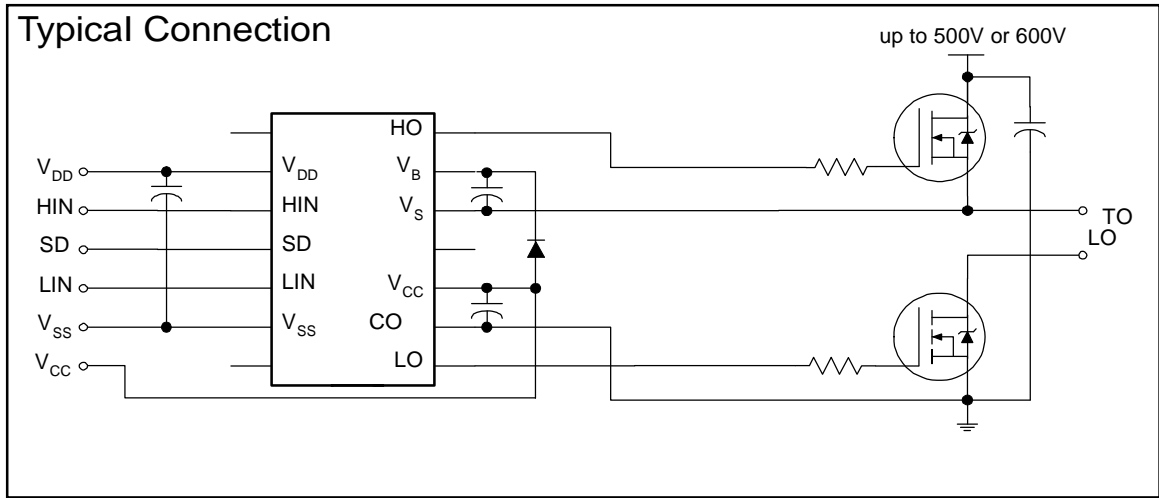 Typical Connection
up to 500V or 600V
HO
V_DD
V_DD
V_B
HIN
HIN
V_S
TO
SD
SD
LO
LIN
LIN
V_CC
V_SS
V_SS
CO
V_CC
LO